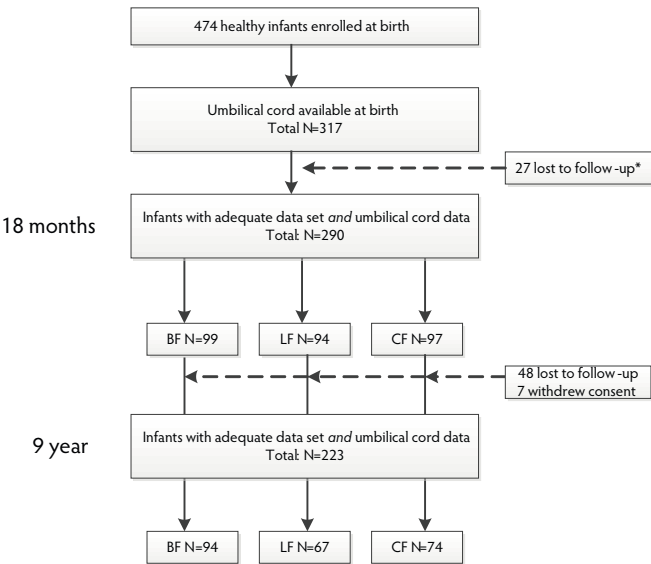 474 healthy infants enrolled at birth
Umbilical cord available at birth
Total N=317
27 lost to follow-up*
18 months
Infants with adequate data set and umbilical cord data
Total: N=290
BF N=99
LF N=94
CF N=97
48 lost to follow-up
7 withdrew consent
9 year
Infants with adequate data set and umbilical cord data
Total: N=223
BF N=94
LF N=67
CF N=74